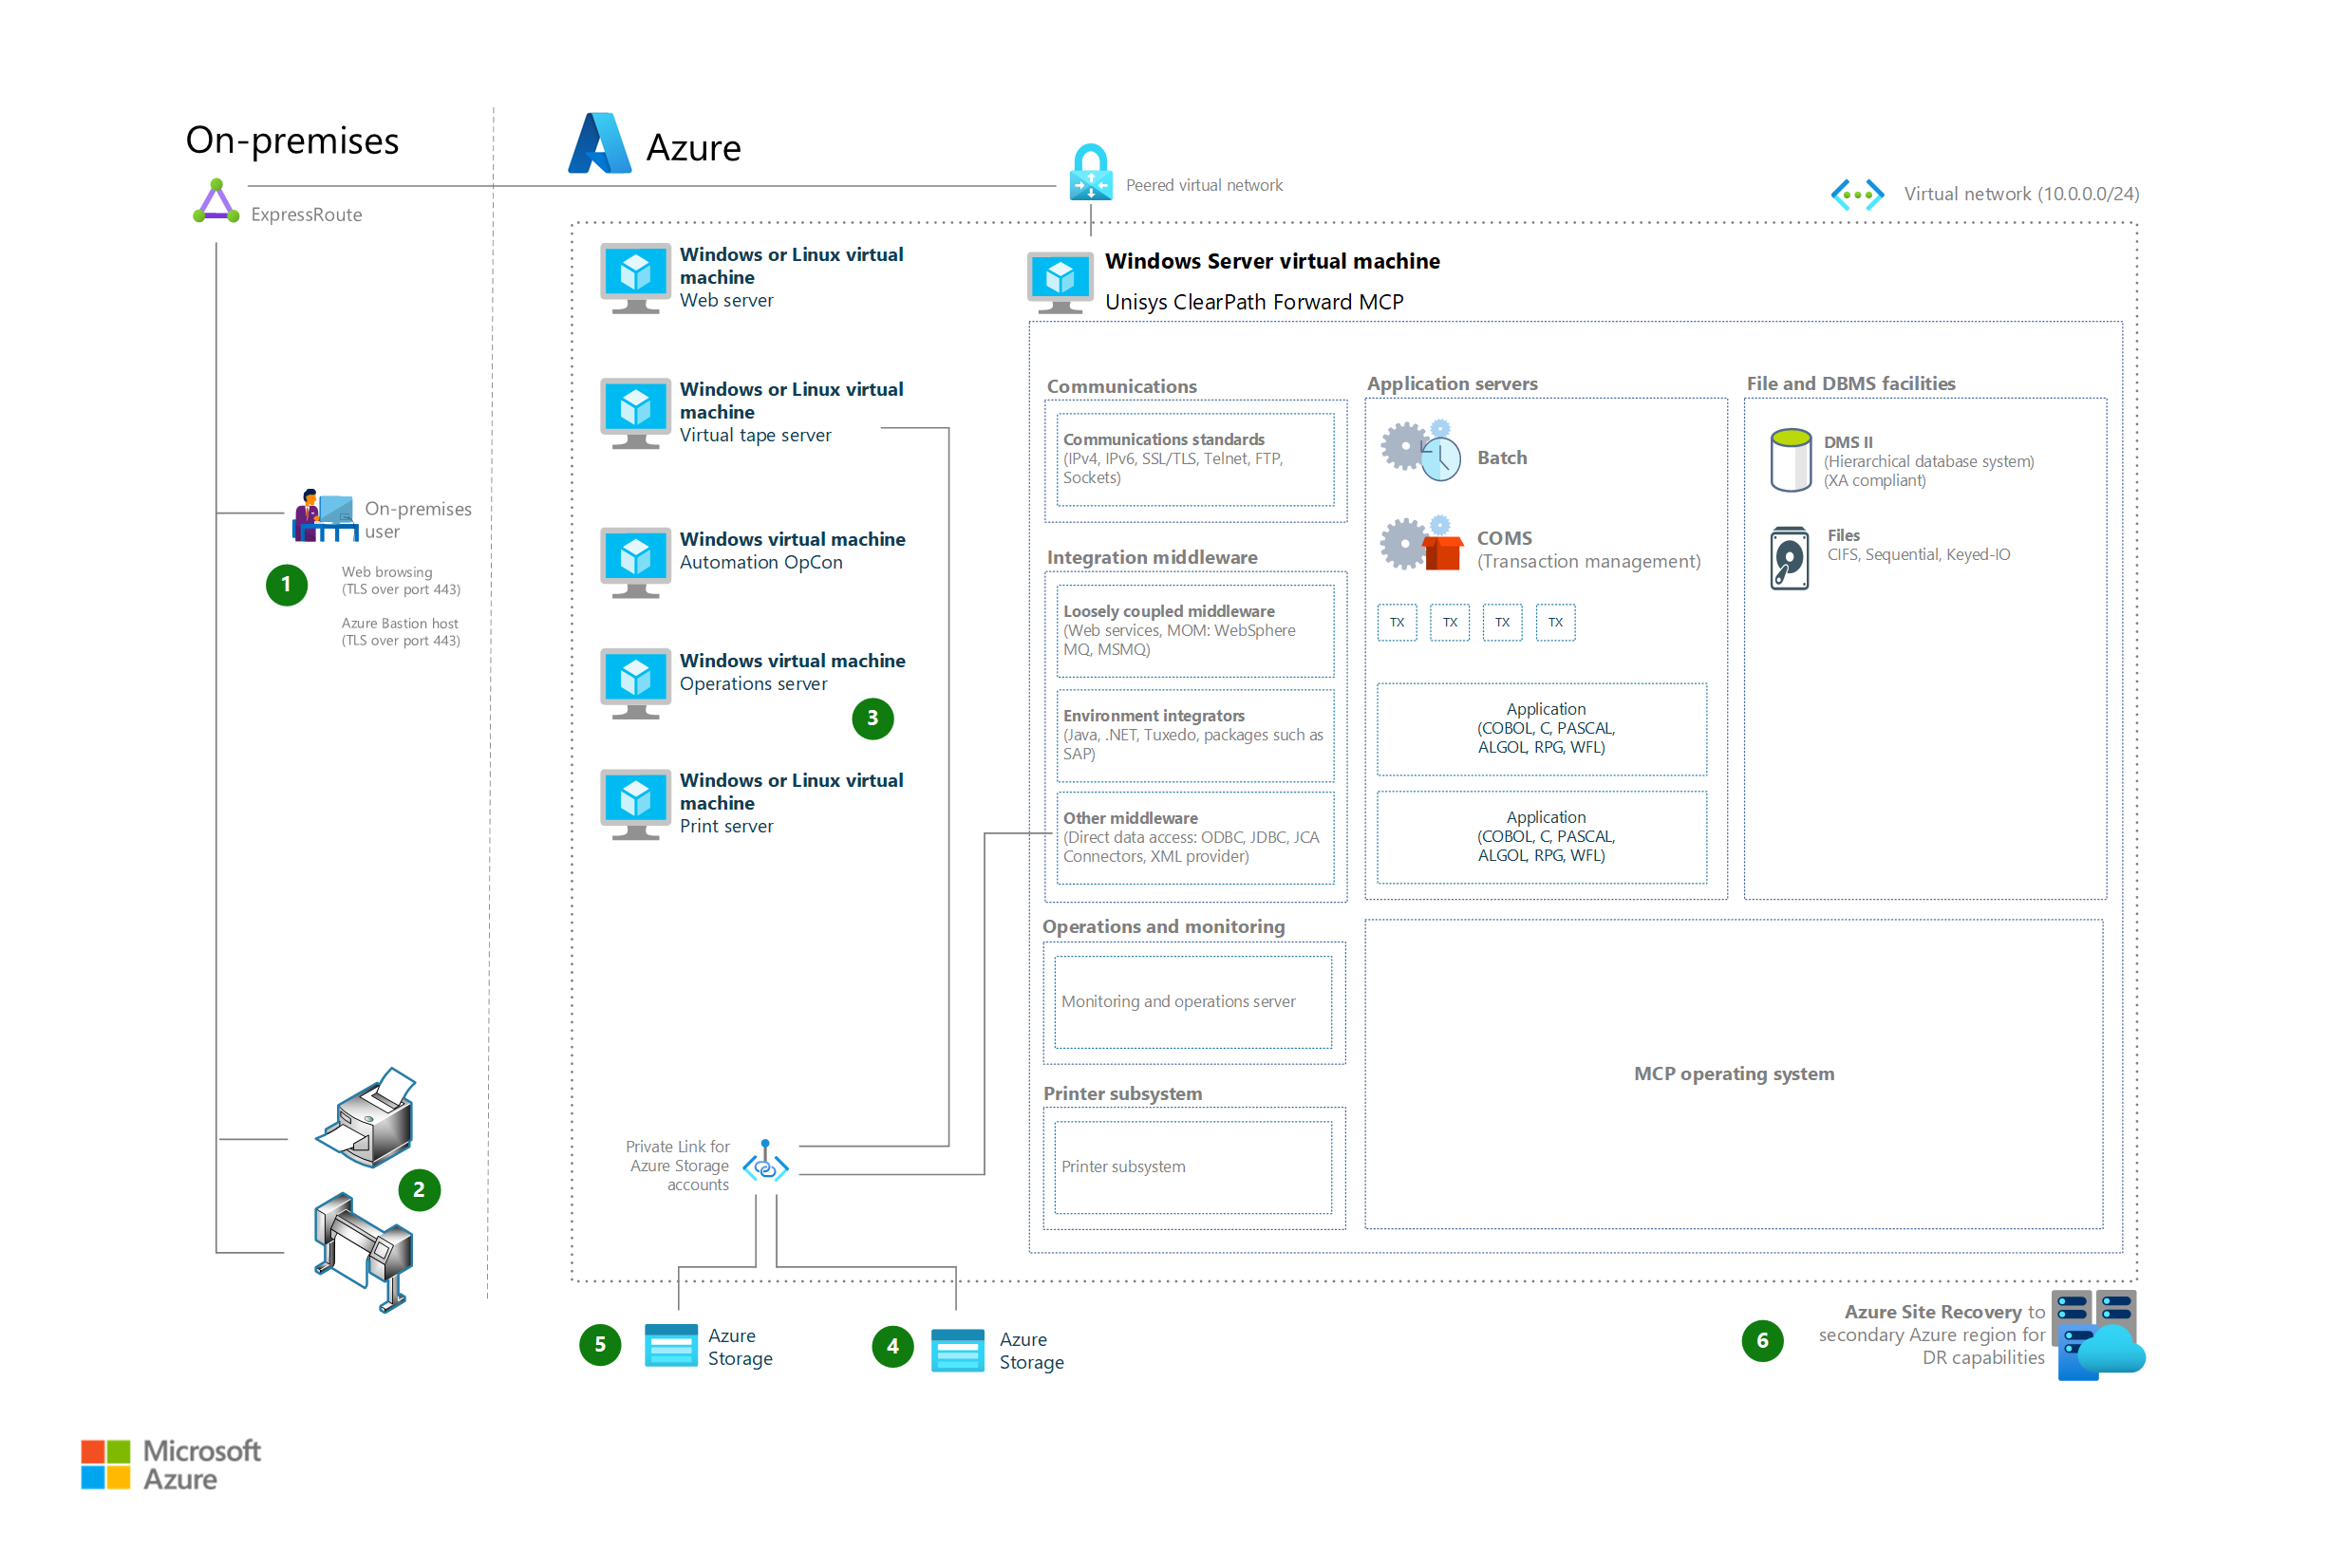 On-premises
Azure
ExpressRoute
Peered virtual network
Virtual network (10.0.0.0/24)
On-premises
user
1
Web browsing
(TLS over port 443)
Azure Bastion host
(TLS over port 443)
2
Windows or Linux virtual
machine
Web server
Windows or Linux virtual
machine
Virtual tape server
Windows virtual machine
Automation OpCon
Windows virtual machine
Operations server
3
Windows or Linux virtual
machine
Print server
Private Link for
Azure Storage
accounts
Windows Server virtual machine
Unisys ClearPath Forward MCP
Communications
Communications standards
(IPv4, IPv6, SSL/TLS, Telnet, FTP,
Sockets)
Integration middleware
Loosely coupled middleware
(Web services, MOM: WebSphere
MQ, MSMQ)
Environment integrators
(Java, .NET, Tuxedo, packages such as
SAP)
Other middleware
(Direct data access: ODBC, JDBC, JCA
Connectors, XML provider)
Operations and monitoring
Monitoring and operations server
Printer subsystem
Printer subsystem
Application servers
Batch
COMS
(Transaction management)
TX
TX
TX
TX
Application
(COBOL, C, PASCAL,
ALGOL, RPG, WFL)
Application
(COBOL, C, PASCAL,
ALGOL, RPG, WFL)
File and DBMS facilities
DMS II
(Hierarchical database system)
(XA compliant)
Files
CIFS, Sequential, Keyed-IO
MCP operating system
5
Azure
Storage
4
Azure
Storage
6
Azure Site Recovery to
secondary Azure region for
DR capabilities
Microsoft
Azure